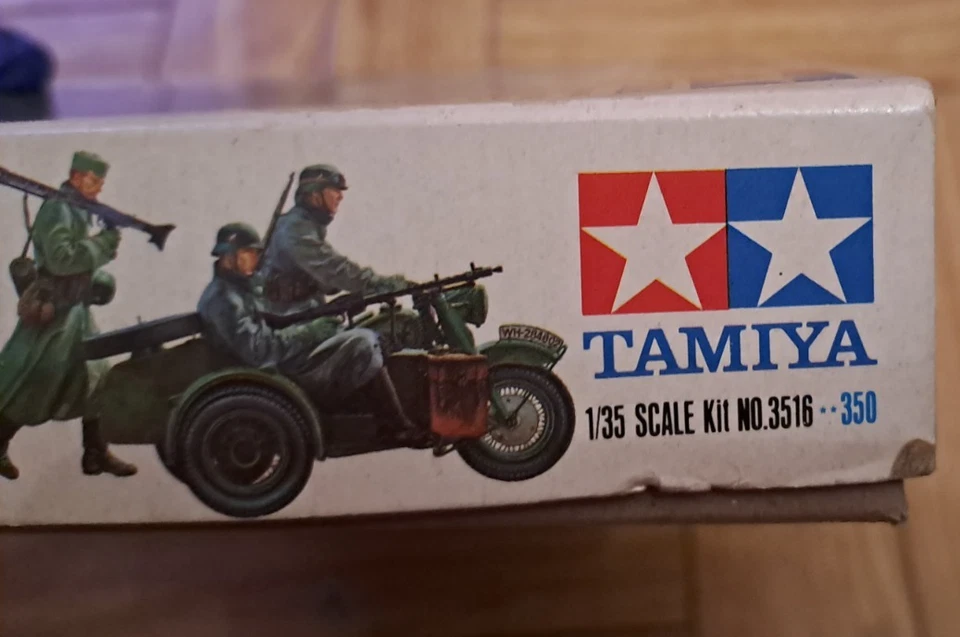 TAMIYA
1/35 SCALE Kit NO.3516 ··350